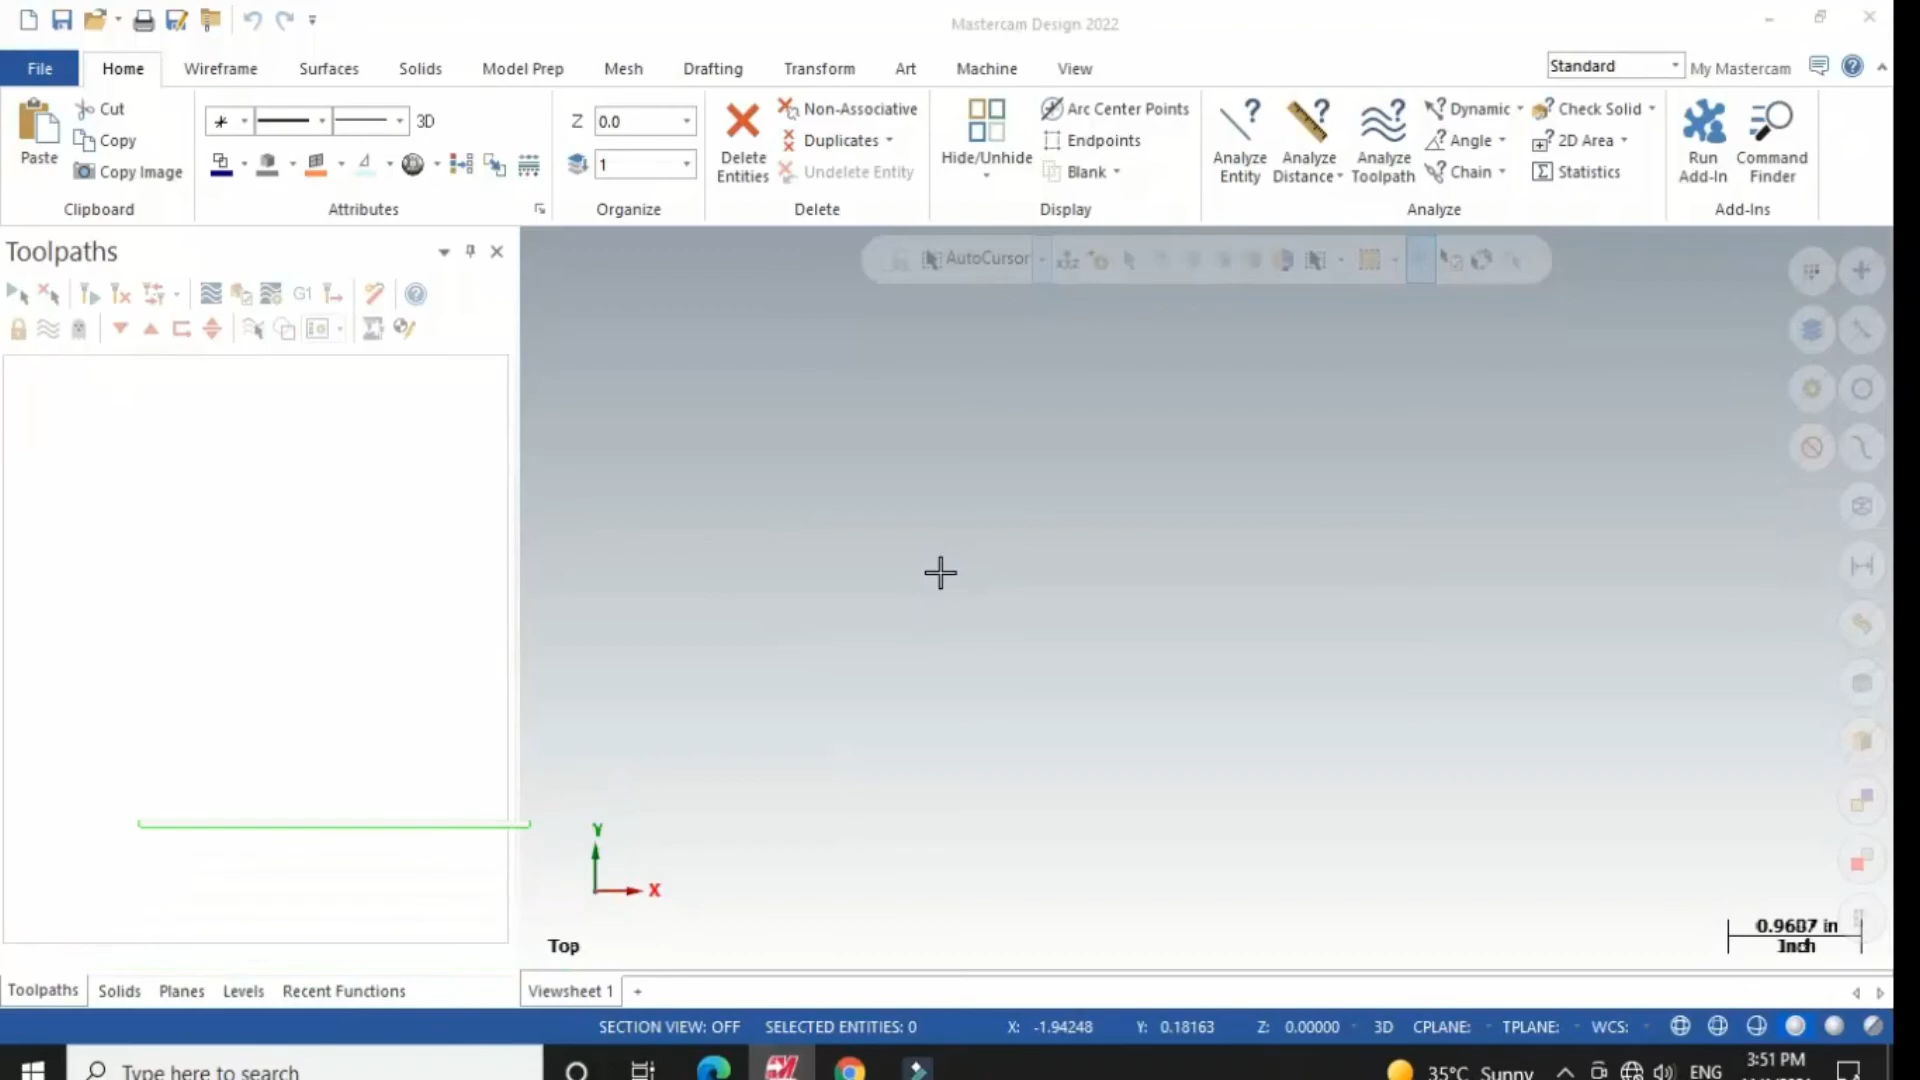 Mastercam Design 2022
File Home Wireframe Surfaces Solids Model Prep Mesh Drafting Transform Art Machine View Standard My Mastercam
Paste
Cut
Copy
Copy Image
Clipboard
3D
Attributes
Z 0.0
1
Organize
Delete
Entities
Non-Associative
Duplicates
Undelete Entity
Delete
Hide/Unhide
Arc Center Points
Endpoints
Blank
Display
Analyze
Entity
Analyze
Distance
Analyze
Toolpath
Dynamic
Angle
Chain
Check Solid
2D Area
Statistics
Analyze
Run
Add-In
Command
Finder
Add-Ins
Toolpaths
G1
AutoCursor
Y
X
Top
0.9687 in
Inch
Toolpaths Solids Planes Levels Recent Functions
Viewsheet 1 +
SECTION VIEW: OFF SELECTED ENTITIES: 0 X: -1.94248 Y: 0.18163 Z: 0.00000 3D CPLANE: TPLANE: WCS:
Type here to search
35°C Sunny
ENG
3:51 PM